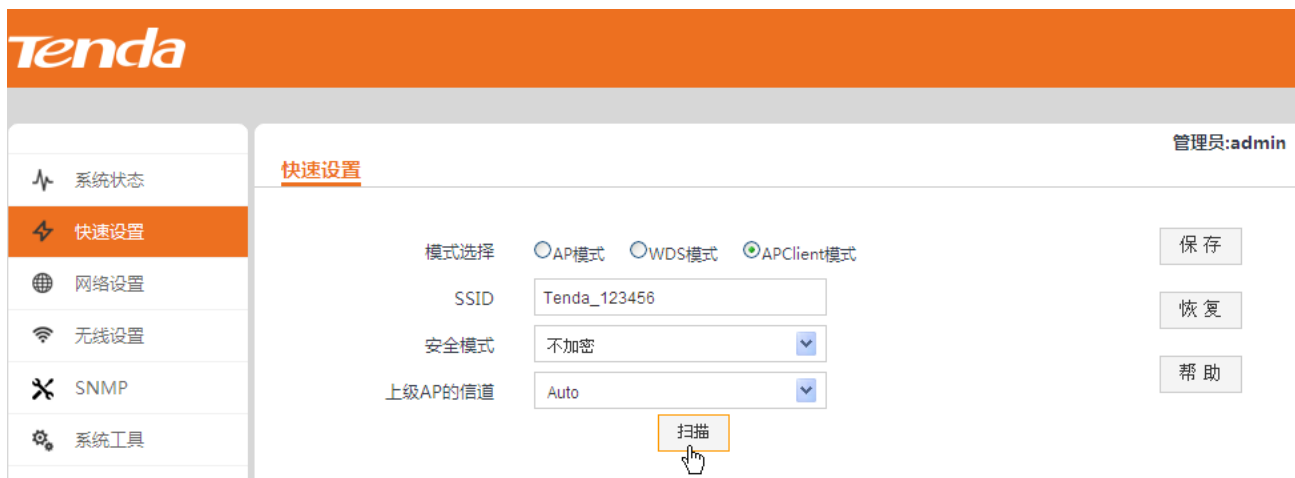 Tenda
管理员:admin
系统状态
快速设置
网络设置
无线设置
SNMP
系统工具
快速设置
模式选择 AP模式 WDS模式 APClient模式
SSID Tenda_123456
安全模式 不加密
上级AP的信道 Auto
扫描
保存
恢复
帮助